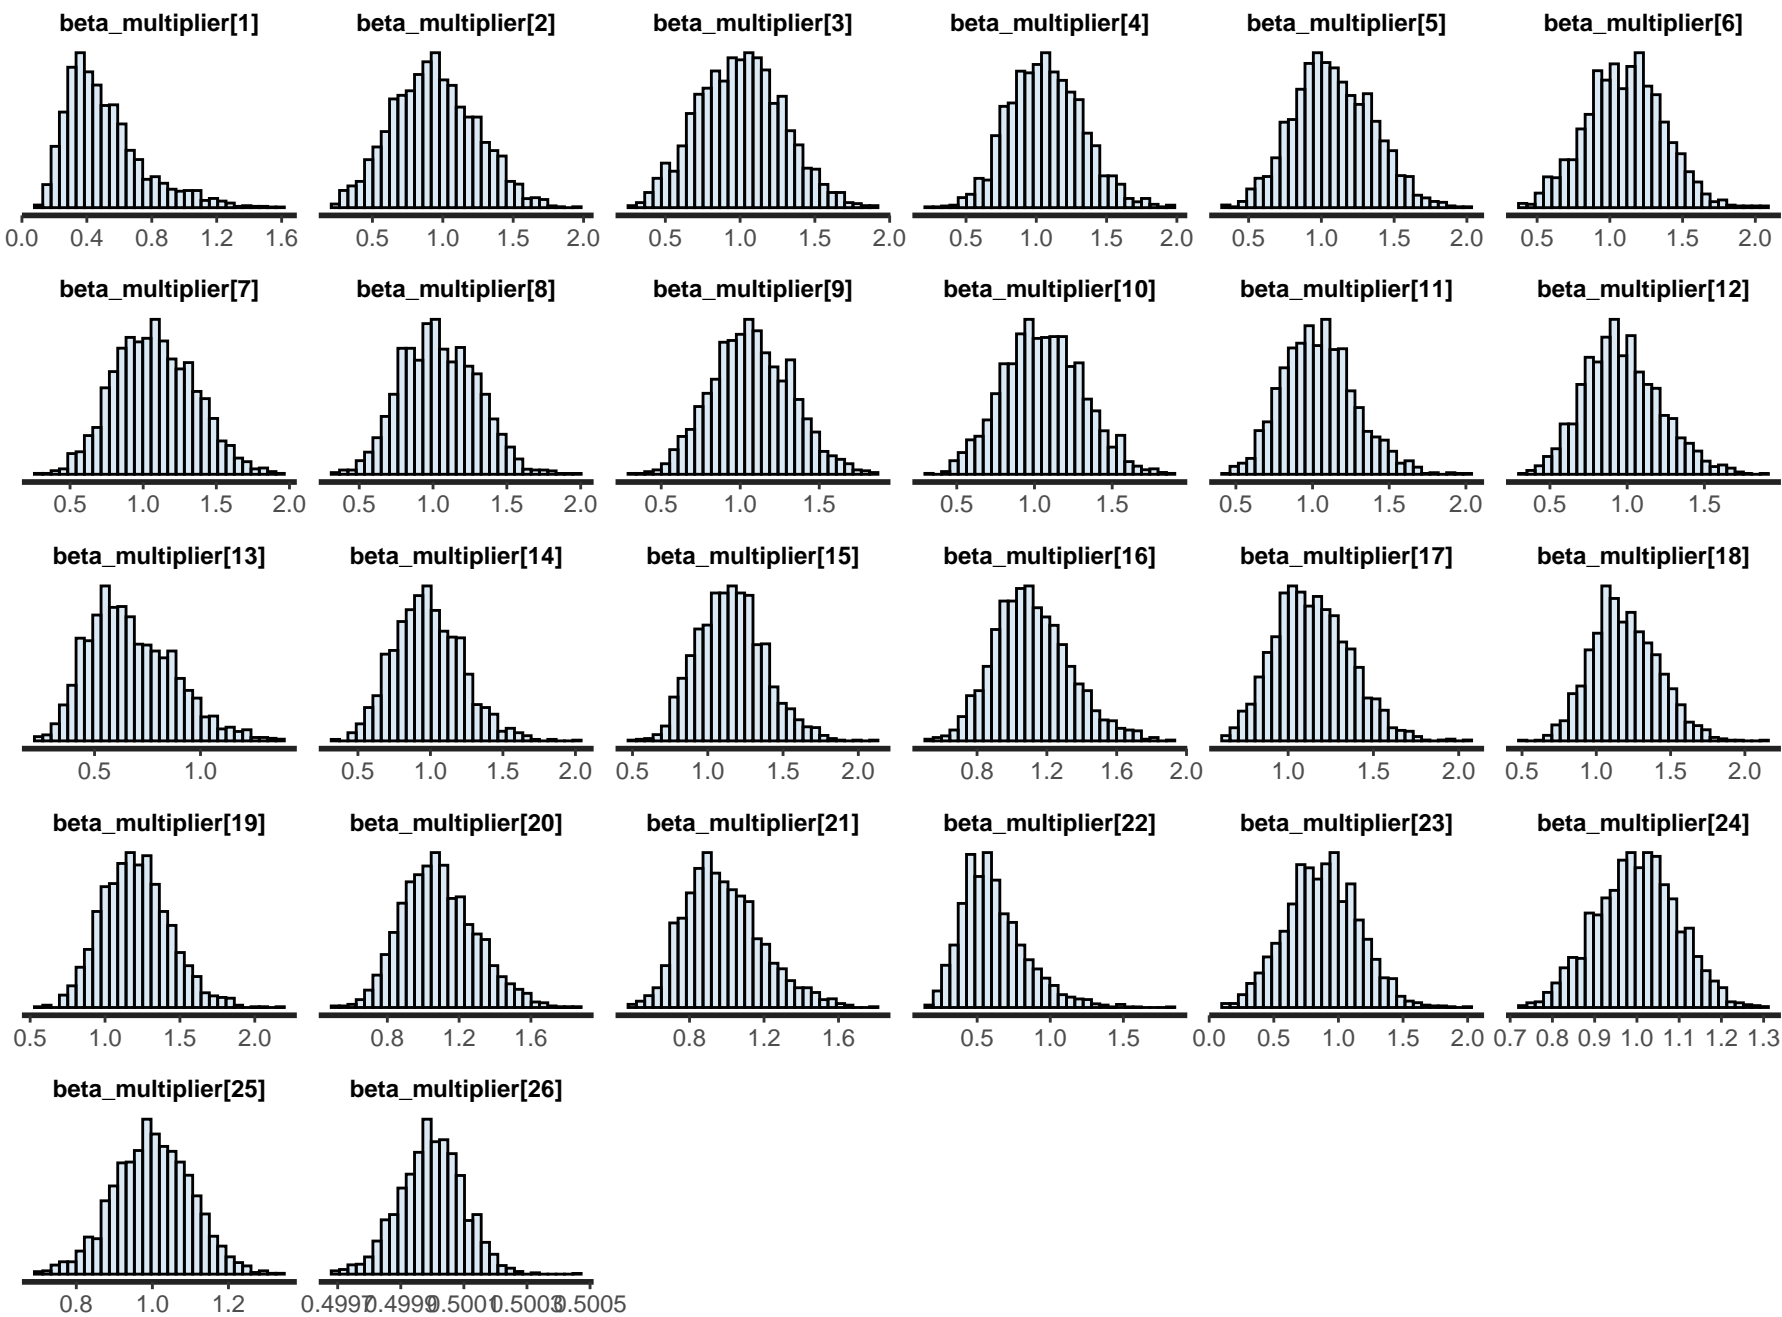 beta_multiplier[1] beta_multiplier[2] beta_multiplier[3] beta_multiplier[4] beta_multiplier[5] beta_multiplier[6]
0.0 0.4 0.8 1.2 1.6 0.5 1.0 1.5 2.0 0.5 1.0 1.5 2.0 0.5 1.0 1.5 2.0 0.5 1.0 1.5 2.0 0.5 1.0 1.5 2.0
beta_multiplier[7] beta_multiplier[8] beta_multiplier[9] beta_multiplier[10] beta_multiplier[11] beta_multiplier[12]
0.5 1.0 1.5 2.0 0.5 1.0 1.5 2.0 0.5 1.0 1.5 0.5 1.0 1.5 0.5 1.0 1.5 2.0 0.5 1.0 1.5
beta_multiplier[13] beta_multiplier[14] beta_multiplier[15] beta_multiplier[16] beta_multiplier[17] beta_multiplier[18]
0.5 1.0 0.5 1.0 1.5 2.0 0.5 1.0 1.5 2.0 0.8 1.2 1.6 2.0 1.0 1.5 2.0 0.5 1.0 1.5 2.0
beta_multiplier[19] beta_multiplier[20] beta_multiplier[21] beta_multiplier[22] beta_multiplier[23] beta_multiplier[24]
0.5 1.0 1.5 2.0 0.8 1.2 1.6 0.8 1.2 1.6 0.5 1.0 1.5 0.0 0.5 1.0 1.5 2.0 0.7 0.8 0.9 1.0 1.1 1.2 1.3
beta_multiplier[25] beta_multiplier[26]
0.8 1.0 1.2 0.4997 0.4999 0.5001 0.5003 0.5005